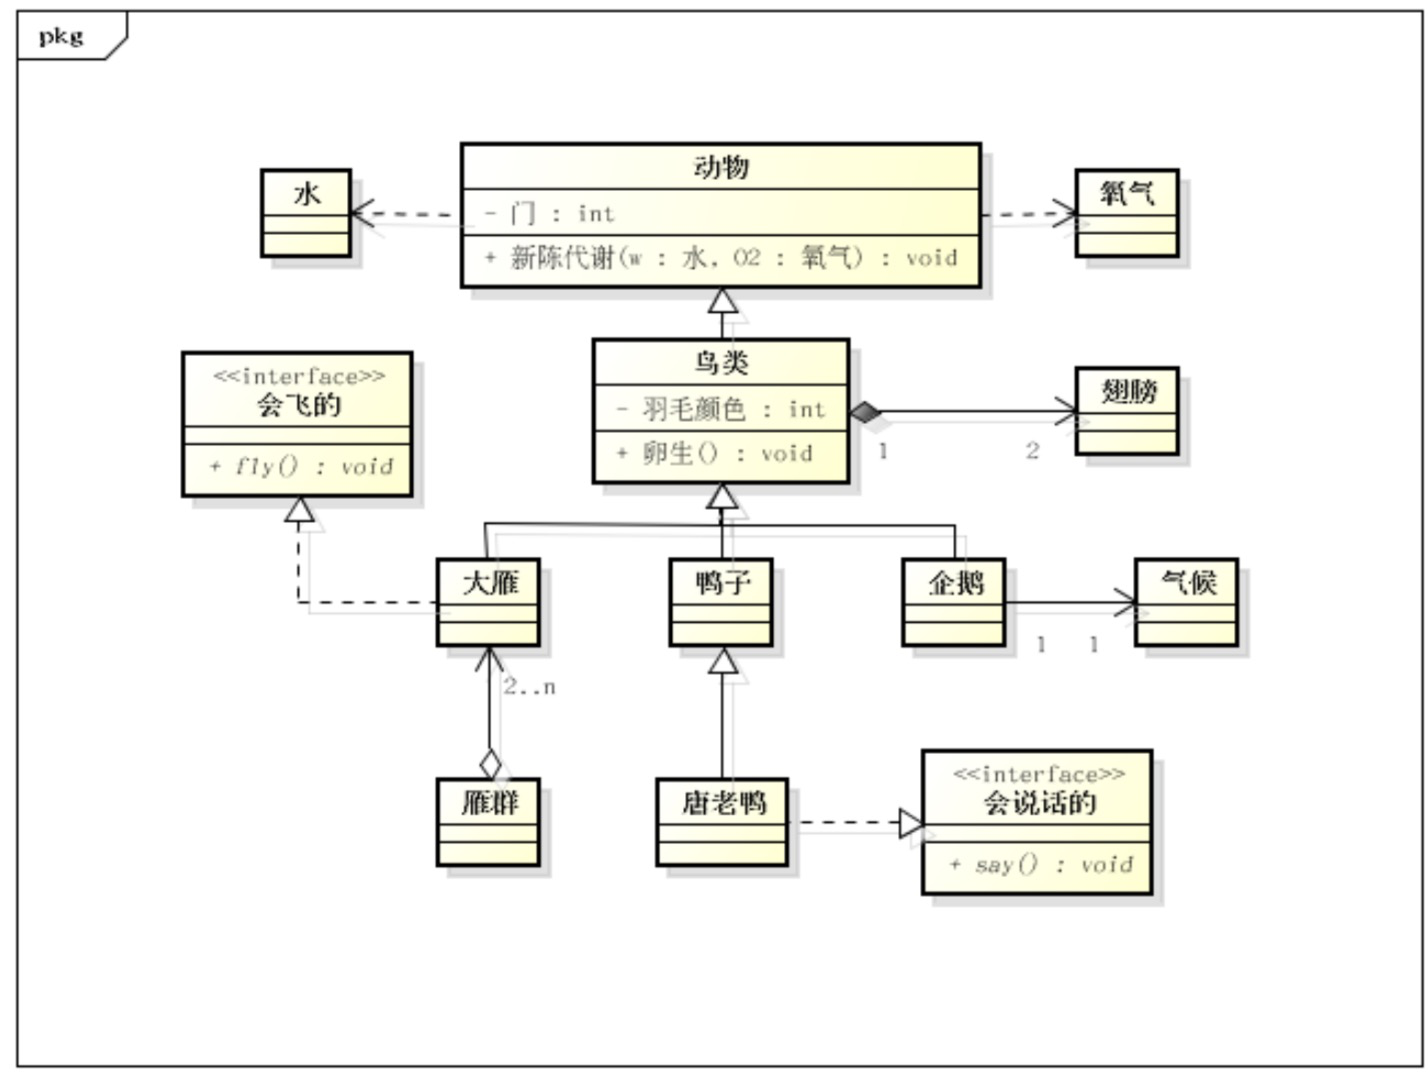 pkg
水
动物
氧气
- 门 : int
+ 新陈代谢(w : 水, O2 : 氧气) : void
<<interface>>
会飞的
+ fly() : void
鸟类
- 羽毛颜色 : int
+ 卵生() : void
翅膀
1
2
大雁
鸭子
企鹅
气候
1
1
2..n
雁群
唐老鸭
<<interface>>
会说话的
+ say() : void